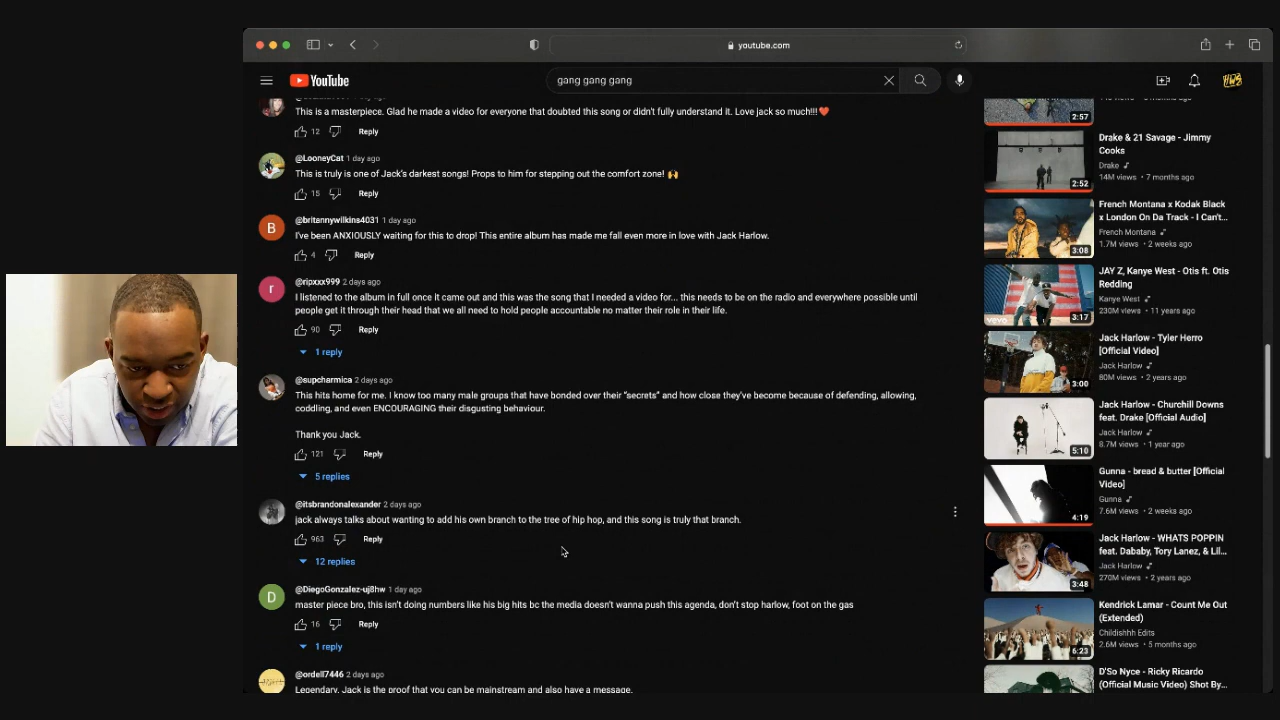 youtube.com
YouTube
gang gang gang
This is a masterpiece. Glad he made a video for everyone that doubted this song or didn't fully understand it. Love jack so much!!! ❤️
12 Reply
@LooneyCat 1 day ago
This is truly is one of Jack's darkest songs! Props to him for stepping out the comfort zone! 🙌
15 Reply
@britannywilkins4031 1 day ago
I've been ANXIOUSLY waiting for this to drop! This entire album has made me fall even more in love with Jack Harlow.
4 Reply
@ripxxx999 2 days ago
I listened to the album in full once it came out and this was the song that I needed a video for... this needs to be on the radio and everywhere possible until
people get it through their head that we all need to hold people accountable no matter their role in their life.
90 Reply
1 reply
@supcharmica 2 days ago
This hits home for me. I know too many male groups that have bonded over their "secrets" and how close they've become because of defending, allowing,
coddling, and even ENCOURAGING their disgusting behaviour.
Thank you Jack.
121 Reply
5 replies
@itsbrandonalexander 2 days ago
jack always talks about wanting to add his own branch to the tree of hip hop, and this song is truly that branch.
963 Reply
12 replies
@DiegoGonzalez-uj8hw 1 day ago
master piece bro, this isn't doing numbers like his big hits bc the media doesn't wanna push this agenda, don't stop harlow, foot on the gas
16 Reply
1 reply
@ordell7446 2 days ago
Legendary. Jack is the proof that you can be mainstream and also have a message.
2:57
Drake & 21 Savage - Jimmy
Cooks
Drake
14M views • 7 months ago
2:52
French Montana x Kodak Black
x London On Da Track - I Can't...
French Montana
1.7M views • 2 weeks ago
3:08
JAY Z, Kanye West - Otis ft. Otis
Redding
Kanye West
230M views • 11 years ago
vevo
3:17
Jack Harlow - Tyler Herro
[Official Video]
Jack Harlow
80M views • 2 years ago
3:00
Jack Harlow - Churchill Downs
feat. Drake [Official Audio]
Jack Harlow
8.7M views • 1 year ago
5:10
Gunna - bread & butter [Official
Video]
Gunna
7.6M views • 2 weeks ago
4:19
Jack Harlow - WHATS POPPIN
feat. Dababy, Tory Lanez, & Lil...
Jack Harlow
270M views • 2 years ago
3:48
Kendrick Lamar - Count Me Out
(Extended)
Childishhh Edits
2.6M views • 5 months ago
6:23
D'So Nyce - Ricky Ricardo
(Official Music Video) Shot By...